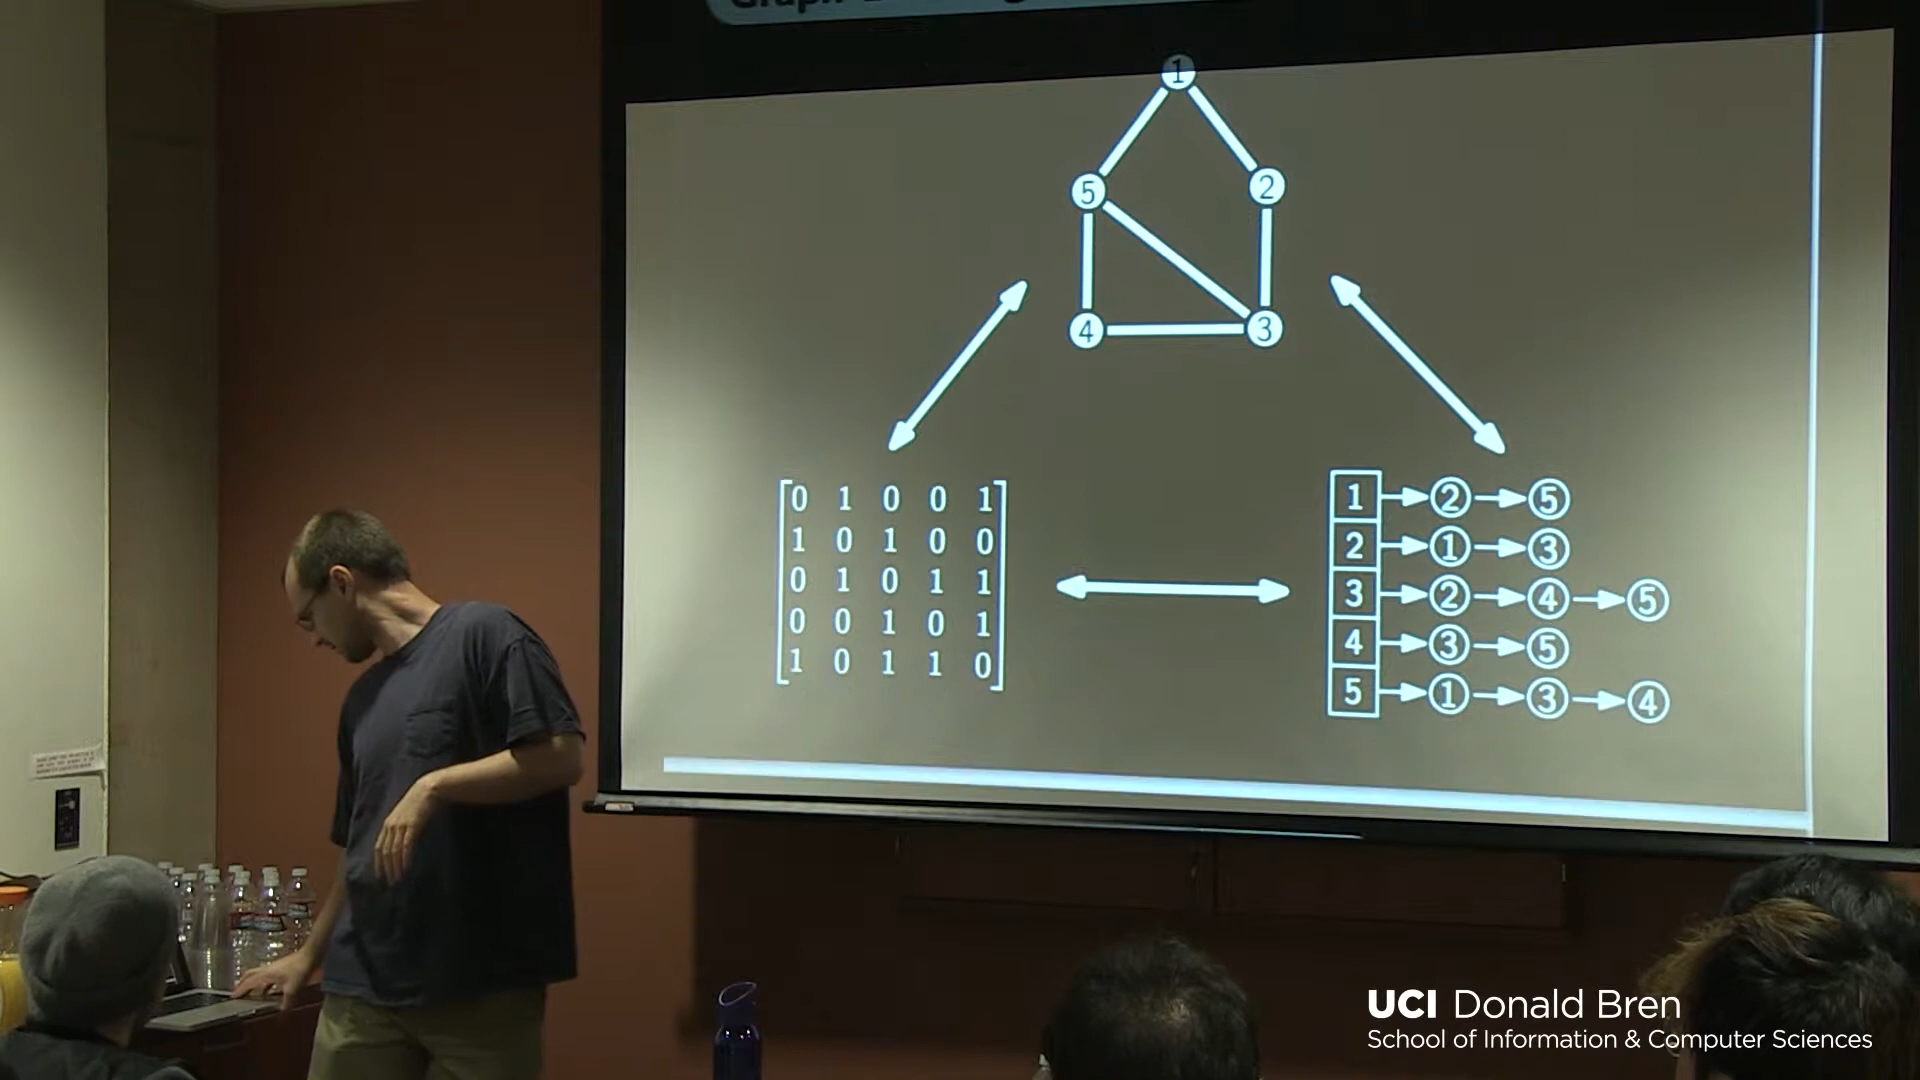 Graph
1
5 2
4 3
0 1 0 0 1
1 0 1 0 0
0 1 0 1 1
0 0 1 0 1
1 0 1 1 0
1 2 5
2 1 3
3 2 4 5
4 3 5
5 1 3 4
UCI Donald Bren
School of Information & Computer Sciences